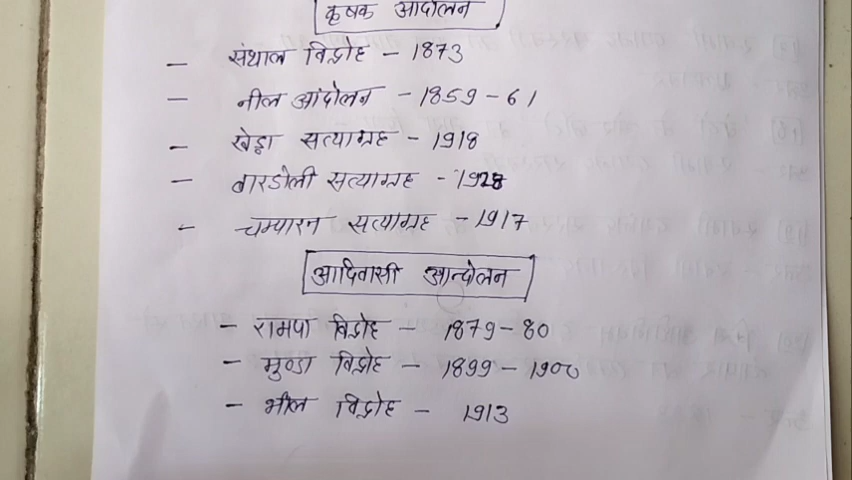 कृषक आंदोलन
— संथाल विद्रोह – 1873
— नील आंदोलन – 1859 – 61
– खेड़ा सत्याग्रह – 1918
– बारडोली सत्याग्रह - 1928
- चम्पारन सत्याग्रह – 1917
आदिवासी आन्दोलन
– रामपा विद्रोह – 1879 – 80
– मुण्डा विद्रोह – 1899 – 1900
– भील विद्रोह – 1913